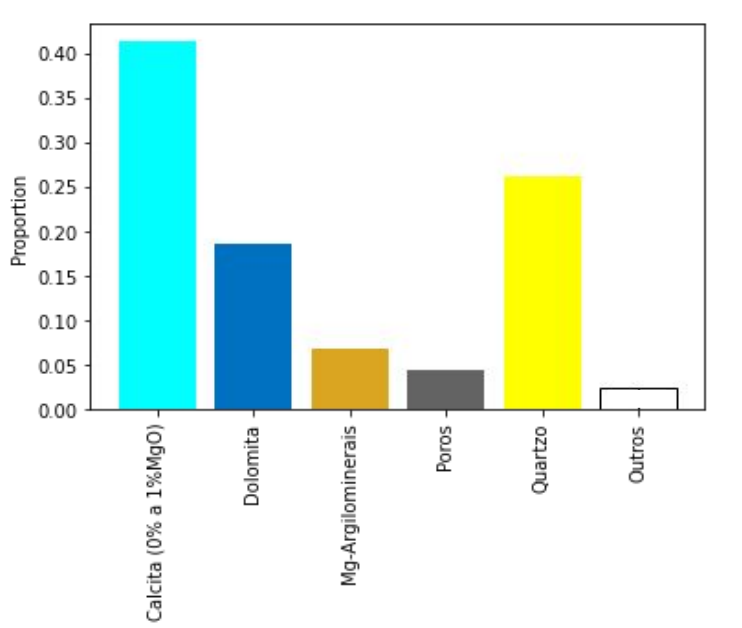 0.40
0.35
0.30
0.25
0.20
0.15
0.10
0.05
0.00
Proportion
Calcita (0% a 1%MgO)
Dolomita
Mg-Argilominerais
Poros
Quartzo
Outros